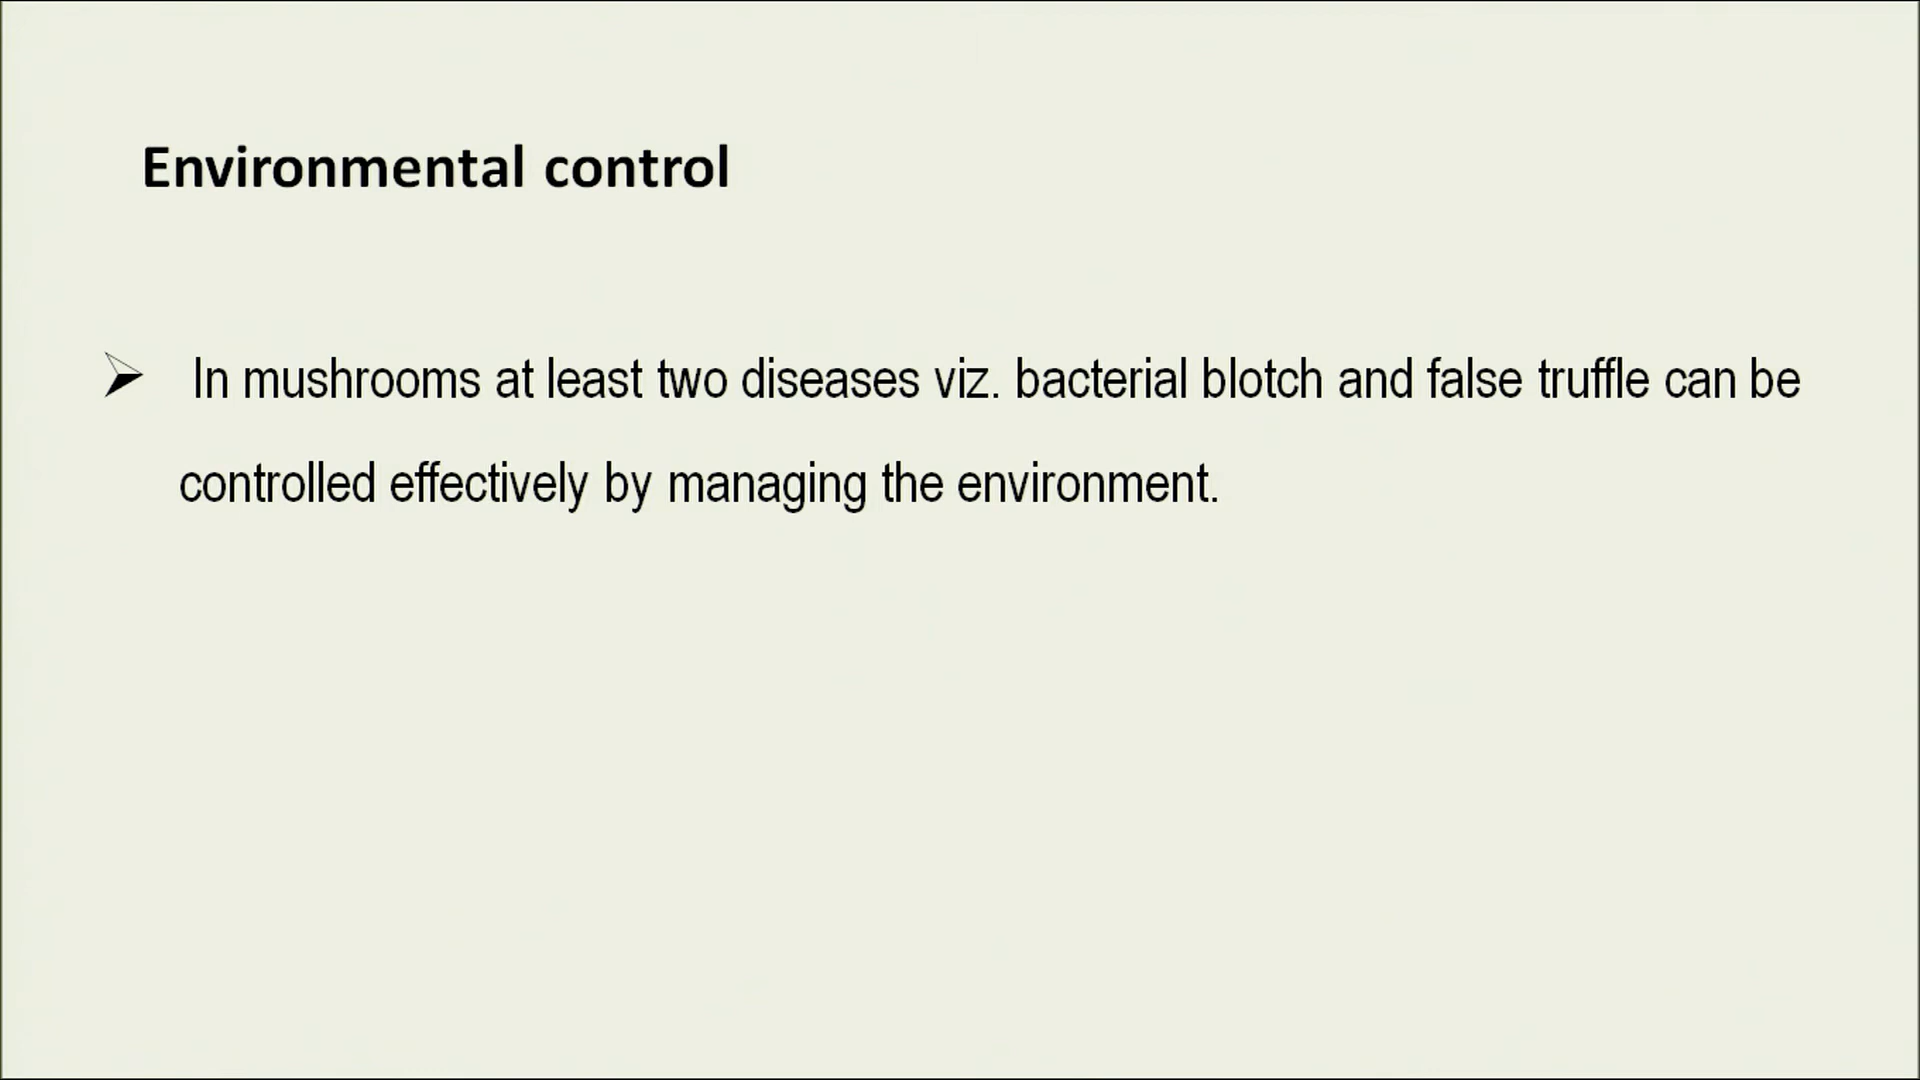 Environmental control
➢ In mushrooms at least two diseases viz. bacterial blotch and false truffle can be
controlled effectively by managing the environment.